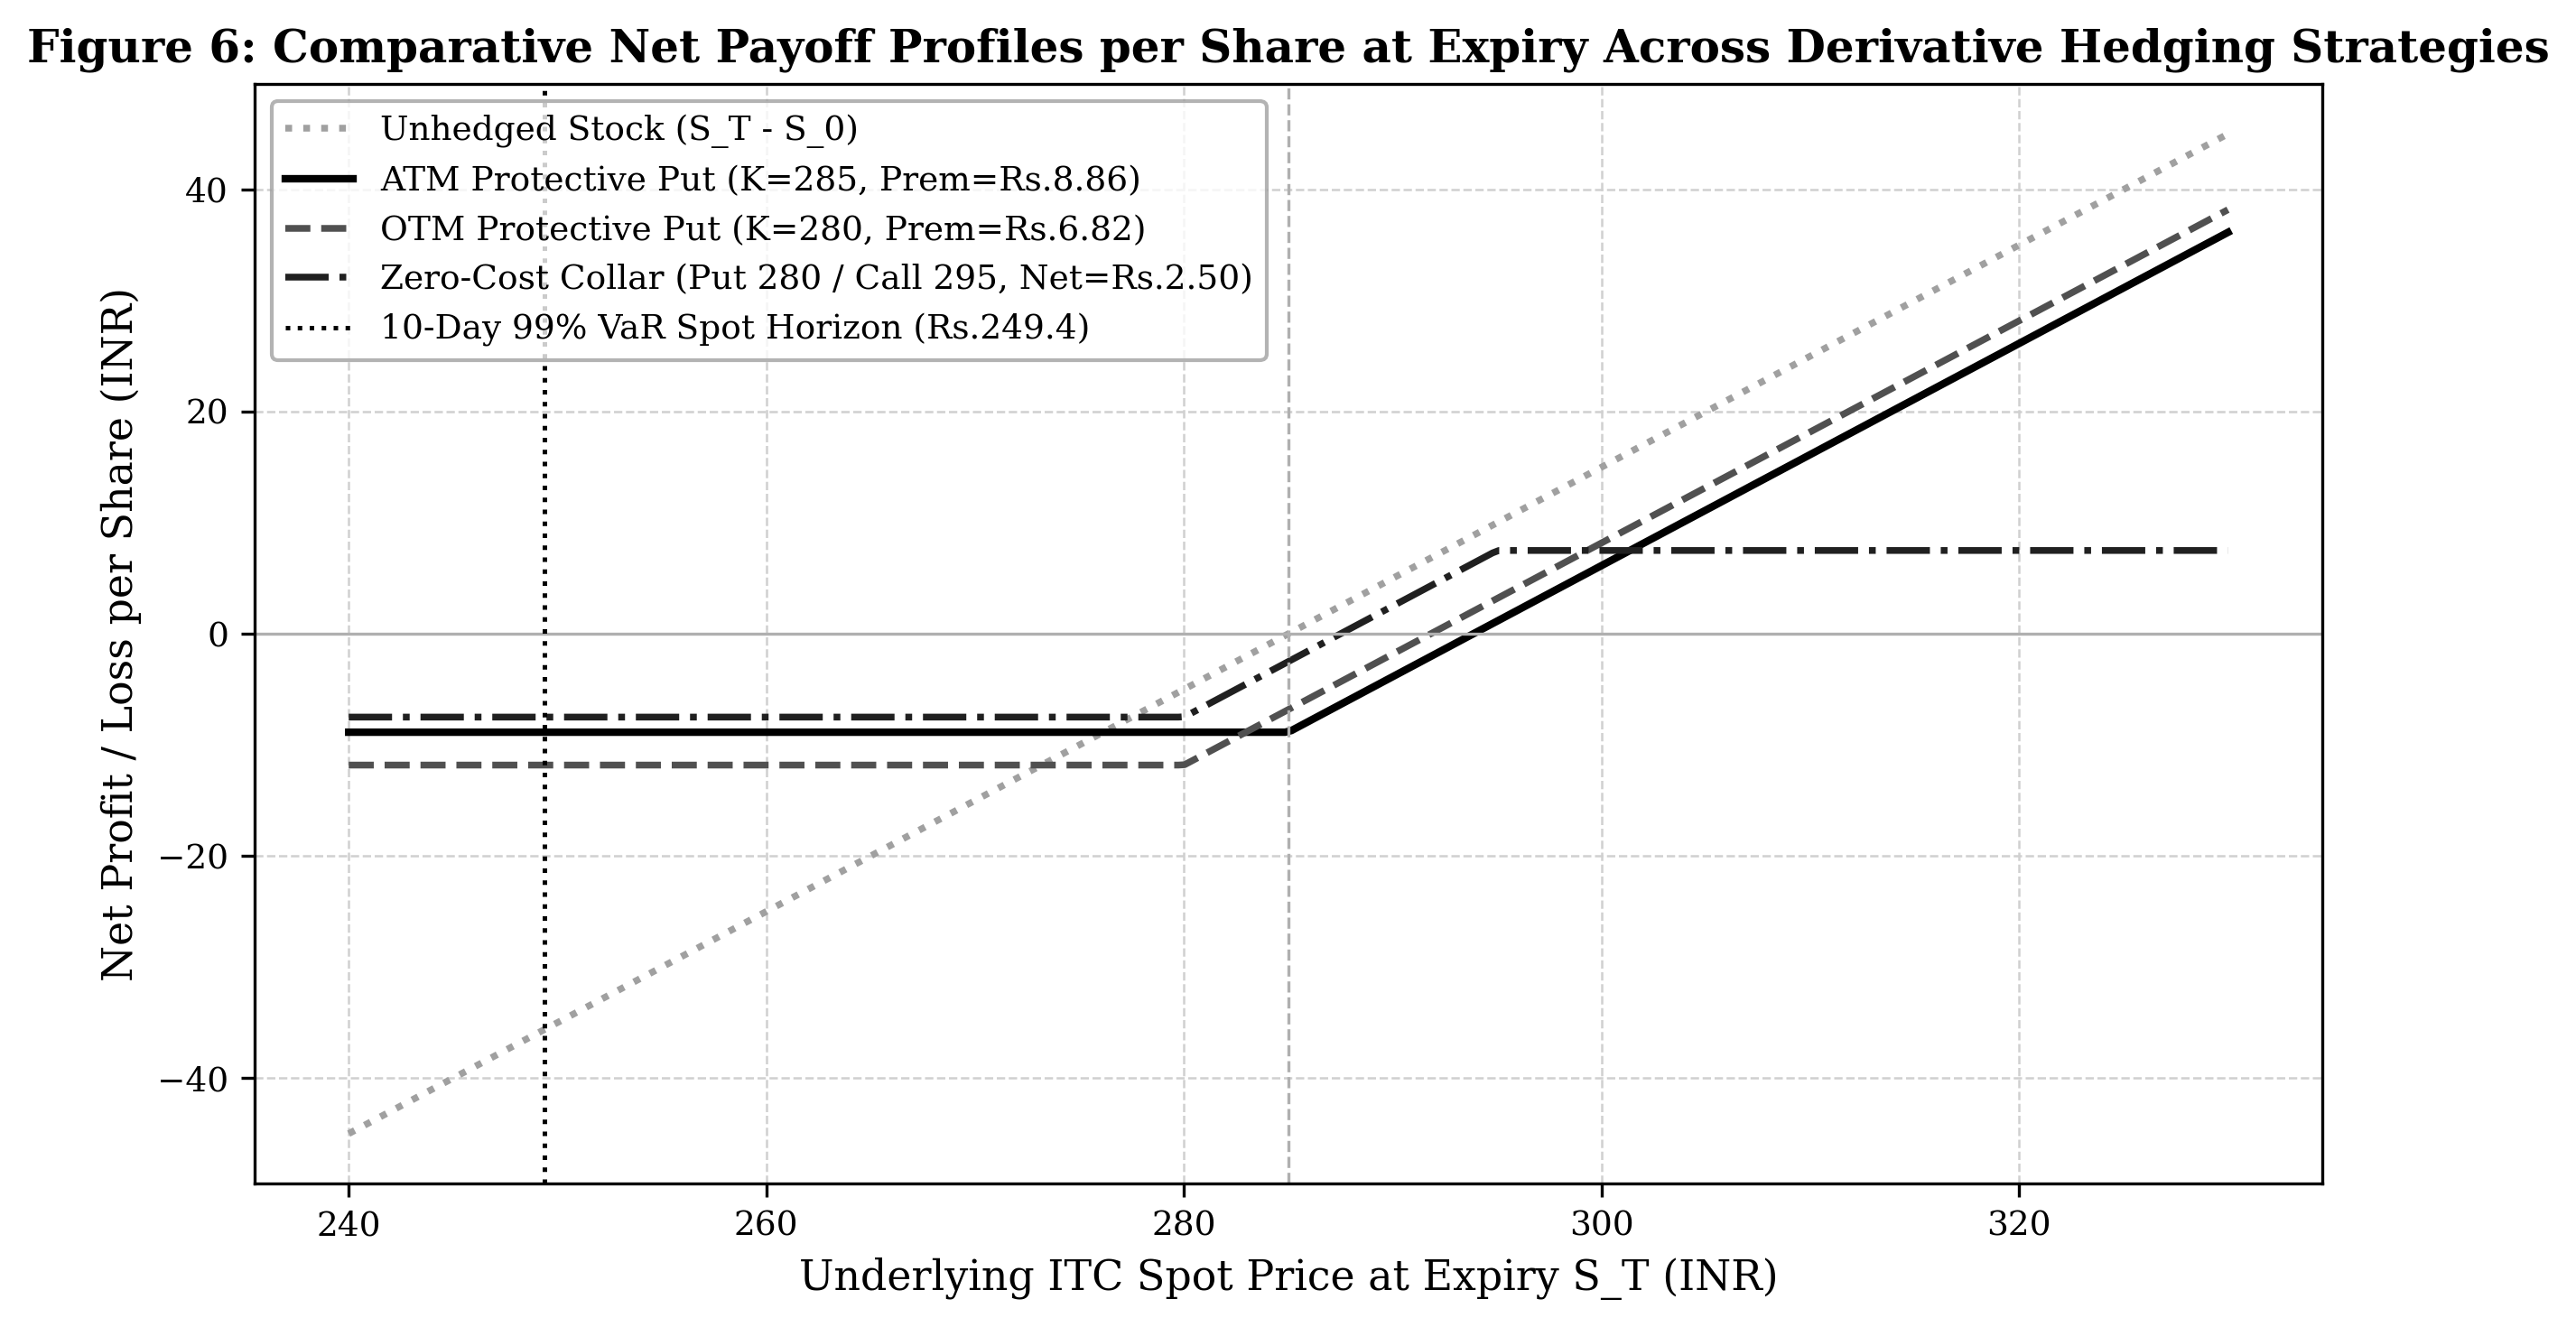 Figure 6: Comparative Net Payoff Profiles per Share at Expiry Across Derivative Hedging Strategies
Unhedged Stock (S_T - S_0)
ATM Protective Put (K=285, Prem=Rs.8.86)
OTM Protective Put (K=280, Prem=Rs.6.82)
Zero-Cost Collar (Put 280 / Call 295, Net=Rs.2.50)
10-Day 99% VaR Spot Horizon (Rs.249.4)
Net Profit / Loss per Share (INR)
40
20
0
−20
−40
240 260 280 300 320
Underlying ITC Spot Price at Expiry S_T (INR)